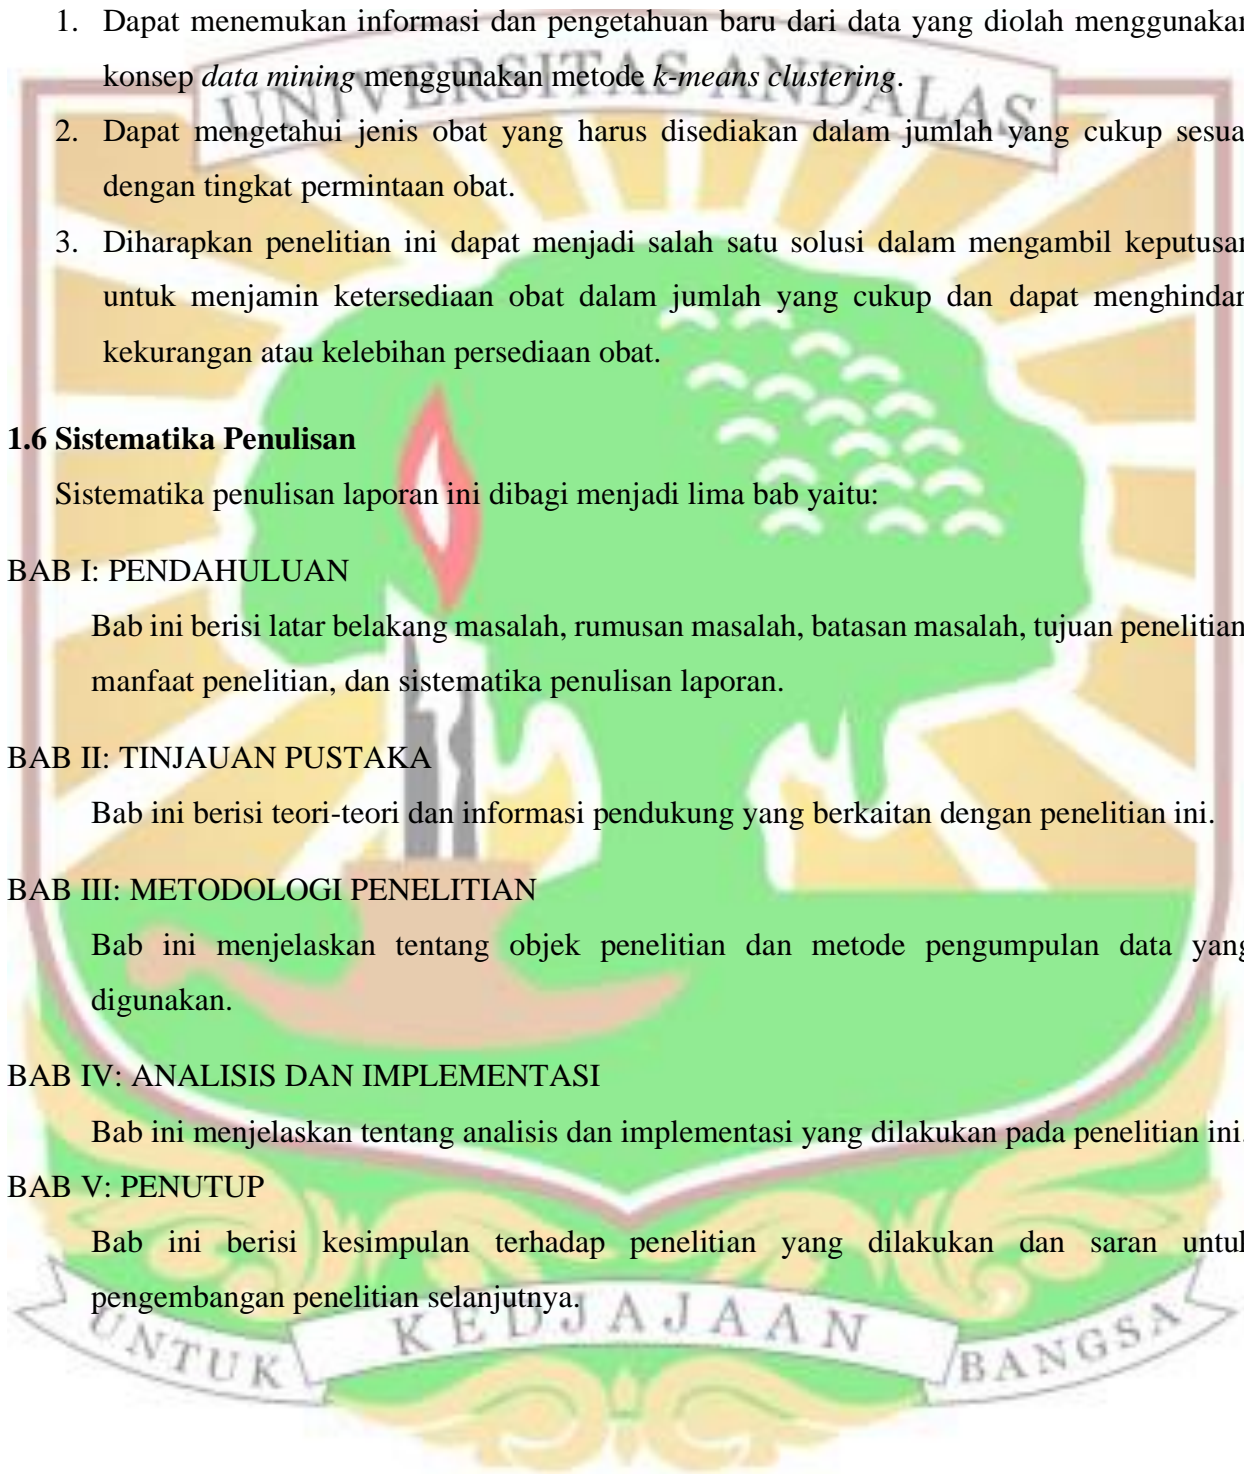 1. Dapat menemukan informasi dan pengetahuan baru dari data yang diolah menggunakan
konsep data mining menggunakan metode k-means clustering.
UNIVERSITAS ANDALAS
2. Dapat mengetahui jenis obat yang harus disediakan dalam jumlah yang cukup sesua
dengan tingkat permintaan obat.
3. Diharapkan penelitian ini dapat menjadi salah satu solusi dalam mengambil keputusan
untuk menjamin ketersediaan obat dalam jumlah yang cukup dan dapat menghindar
kekurangan atau kelebihan persediaan obat.
1.6 Sistematika Penulisan
Sistematika penulisan laporan ini dibagi menjadi lima bab yaitu:
BAB I: PENDAHULUAN
Bab ini berisi latar belakang masalah, rumusan masalah, batasan masalah, tujuan penelitian
manfaat penelitian, dan sistematika penulisan laporan.
BAB II: TINJAUAN PUSTAKA
Bab ini berisi teori-teori dan informasi pendukung yang berkaitan dengan penelitian ini.
BAB III: METODOLOGI PENELITIAN
Bab ini menjelaskan tentang objek penelitian dan metode pengumpulan data yang
digunakan.
BAB IV: ANALISIS DAN IMPLEMENTASI
Bab ini menjelaskan tentang analisis dan implementasi yang dilakukan pada penelitian ini.
BAB V: PENUTUP
Bab ini berisi kesimpulan terhadap penelitian yang dilakukan dan saran untuk
pengembangan penelitian selanjutnya.
UNTUK KEDJAJAAN BANGSA